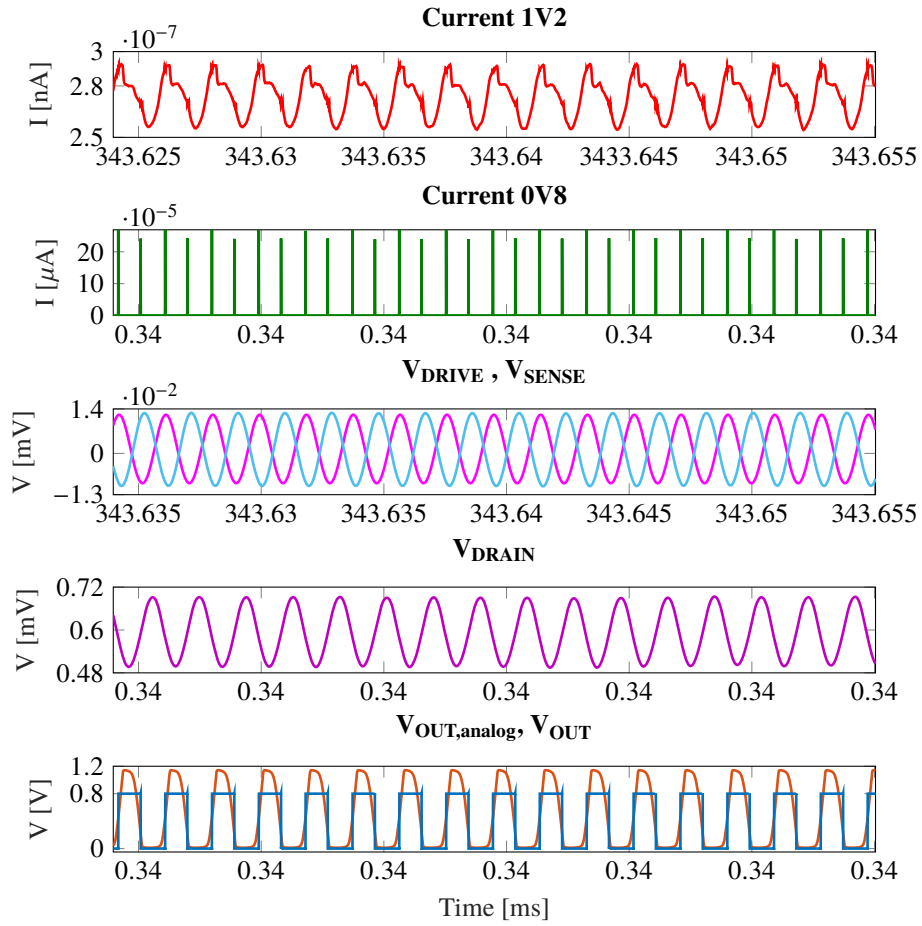 Current 1V2
·10⁻⁷
3
2.8
2.5
I [nA]
343.625 343.63 343.635 343.64 343.645 343.65 343.655
Current 0V8
·10⁻⁵
20
10
0
I [μA]
0.34 0.34 0.34 0.34 0.34 0.34 0.34
V_DRIVE , V_SENSE
·10⁻²
1.4
0
−1.3
V [mV]
343.635 343.63 343.635 343.64 343.645 343.65 343.655
V_DRAIN
0.72
0.6
0.48
V [mV]
0.34 0.34 0.34 0.34 0.34 0.34 0.34
V_OUT,analog, V_OUT
1.2
0.8
0
V [V]
0.34 0.34 0.34 0.34 0.34 0.34 0.34
Time [ms]